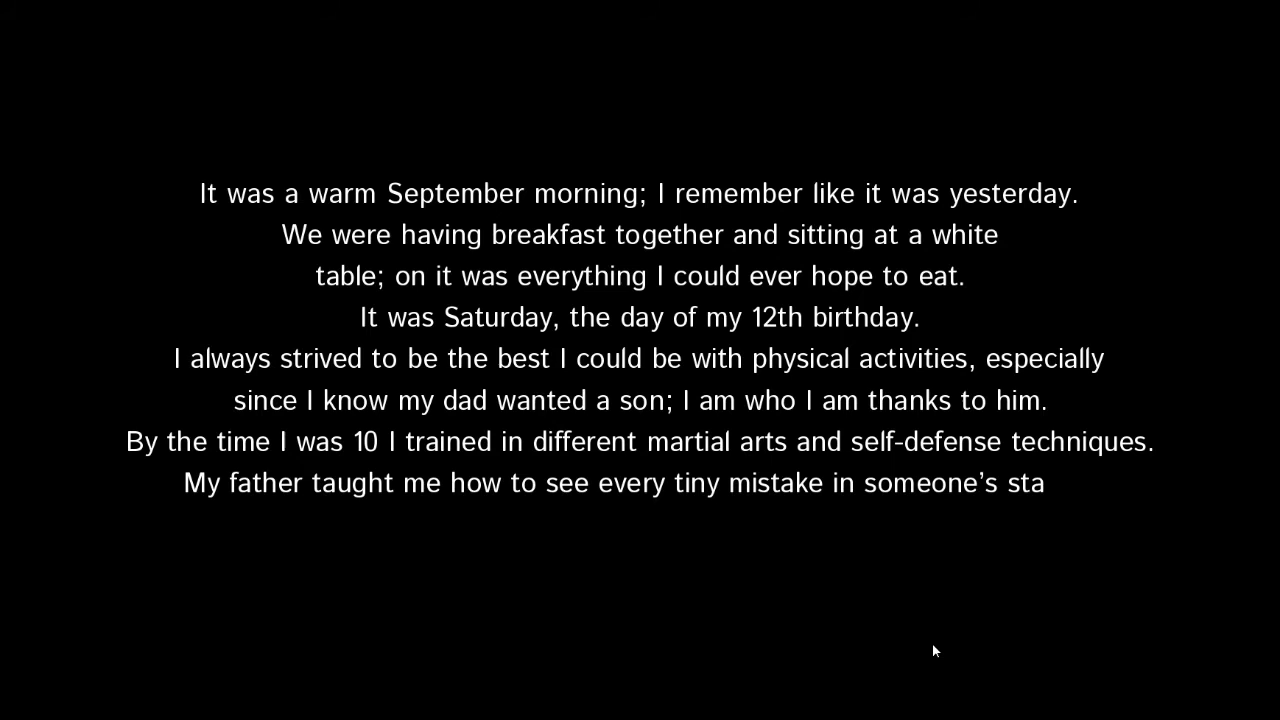 It was a warm September morning; I remember like it was yesterday.
We were having breakfast together and sitting at a white
table; on it was everything I could ever hope to eat.
It was Saturday, the day of my 12th birthday.
I always strived to be the best I could be with physical activities, especially
since I know my dad wanted a son; I am who I am thanks to him.
By the time I was 10 I trained in different martial arts and self-defense techniques.
My father taught me how to see every tiny mistake in someone’s sta